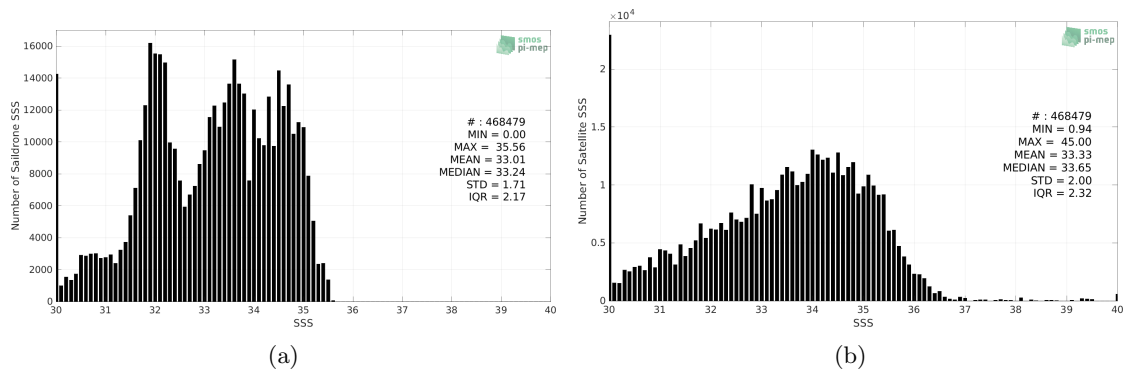 smos
pi-mep
16000
14000
12000
10000
8000
6000
4000
2000
0
Number of Saildrone SSS
# : 468479
MIN = 0.00
MAX = 35.56
MEAN = 33.01
MEDIAN = 33.24
STD = 1.71
IQR = 2.17
30 31 32 33 34 35 36 37 38 39 40
SSS
(a)
×10⁴
smos
pi-mep
2
1.5
1
0.5
0
Number of Satellite SSS
# : 468479
MIN = 0.94
MAX = 45.00
MEAN = 33.33
MEDIAN = 33.65
STD = 2.00
IQR = 2.32
30 31 32 33 34 35 36 37 38 39 40
SSS
(b)